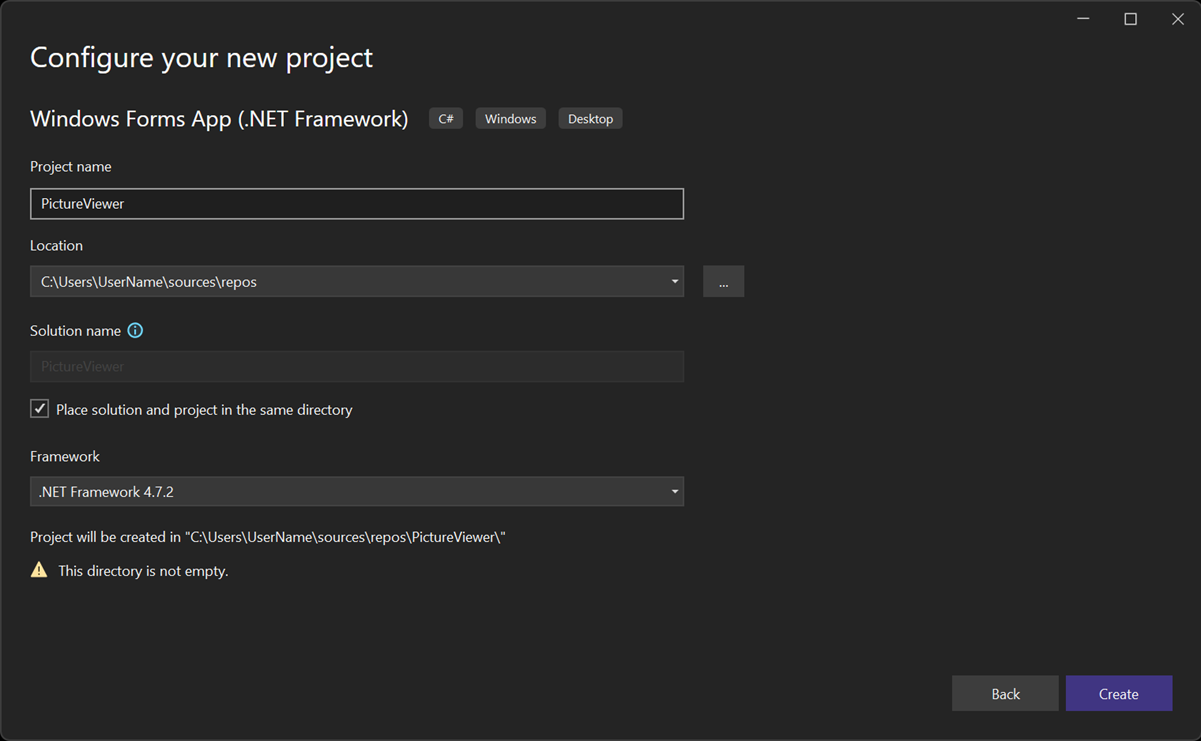 Configure your new project
Windows Forms App (.NET Framework) C# Windows Desktop
Project name
PictureViewer
Location
C:\Users\UserName\sources\repos
...
Solution name
PictureViewer
Place solution and project in the same directory
Framework
.NET Framework 4.7.2
Project will be created in "C:\Users\UserName\sources\repos\PictureViewer\"
This directory is not empty.
Back Create